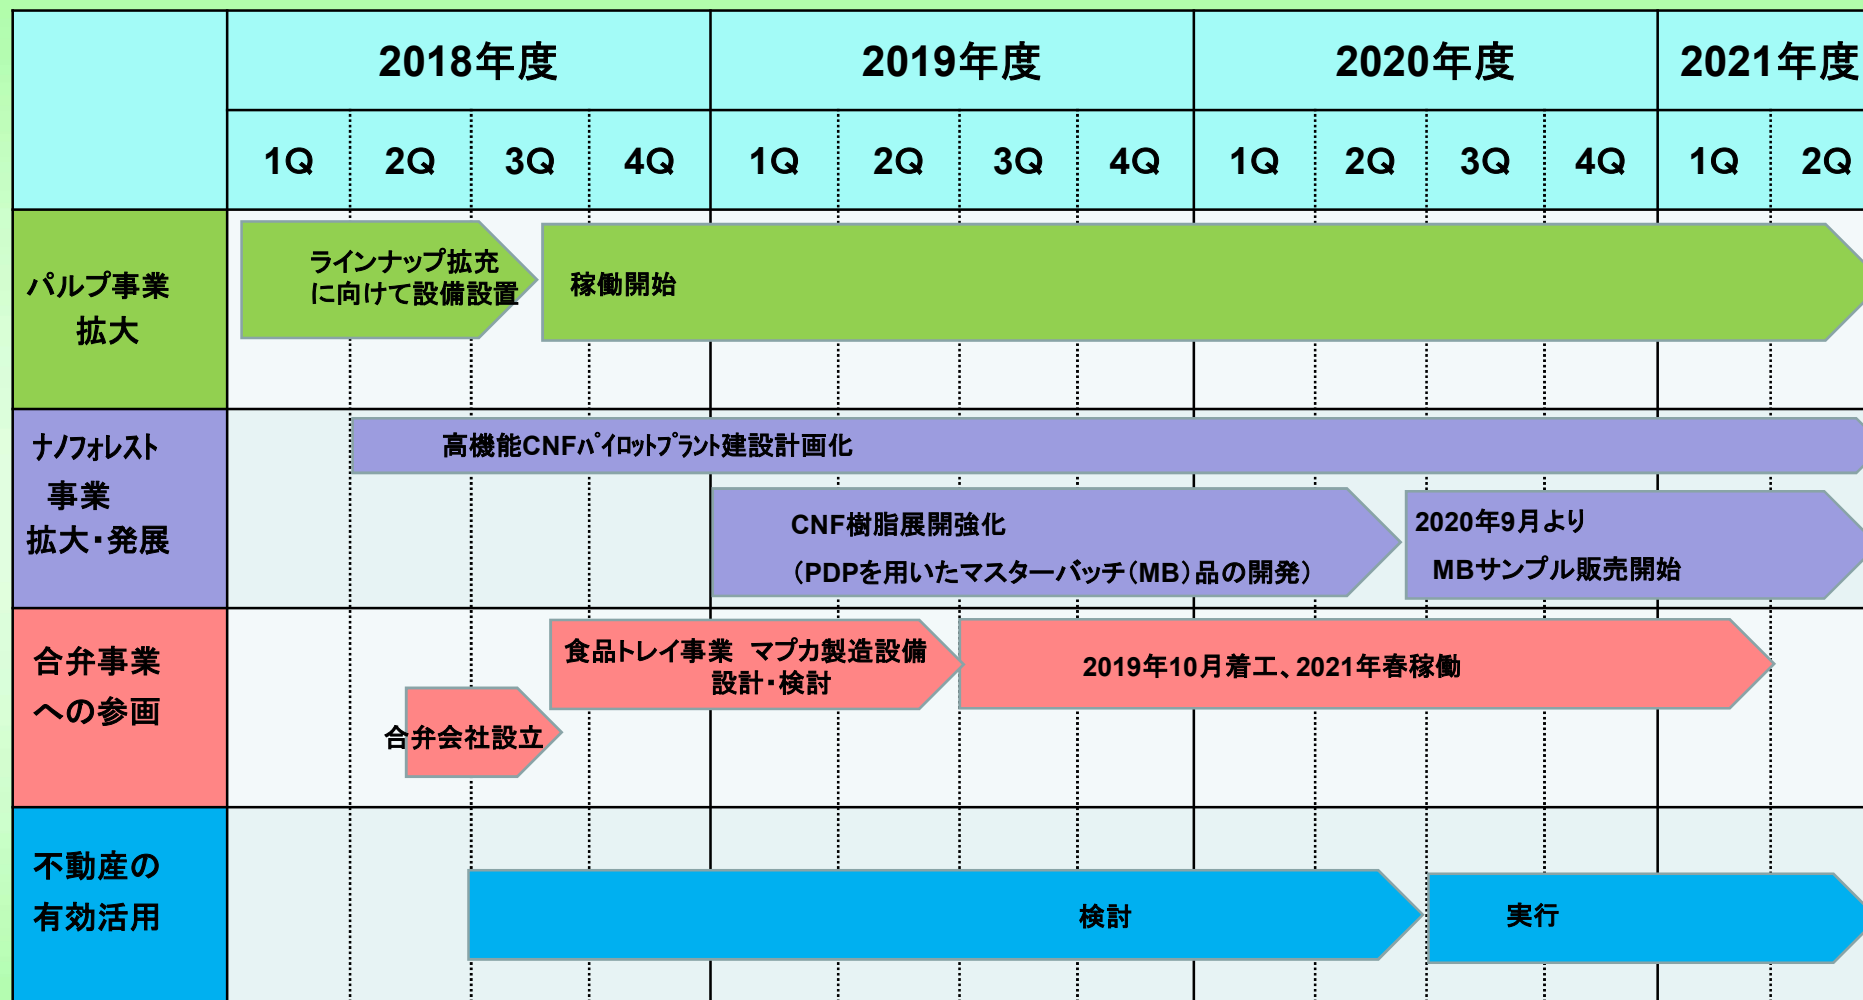 2018年度
2019年度
2020年度
2021年度
1Q
2Q
3Q
4Q
1Q
2Q
3Q
4Q
1Q
2Q
3Q
4Q
1Q
2Q
パルプ事業
拡大
ラインナップ拡充
に向けて設備設置
稼働開始
ナノフォレスト
事業
拡大・発展
高機能CNFパイロットプラント建設計画化
CNF樹脂展開強化
（PDPを用いたマスターバッチ（MB）品の開発）
2020年9月より
MBサンプル販売開始
合弁事業
への参画
食品トレイ事業　マプカ製造設備
設計・検討
2019年10月着工、2021年春稼働
合弁会社設立
不動産の
有効活用
検討
実行